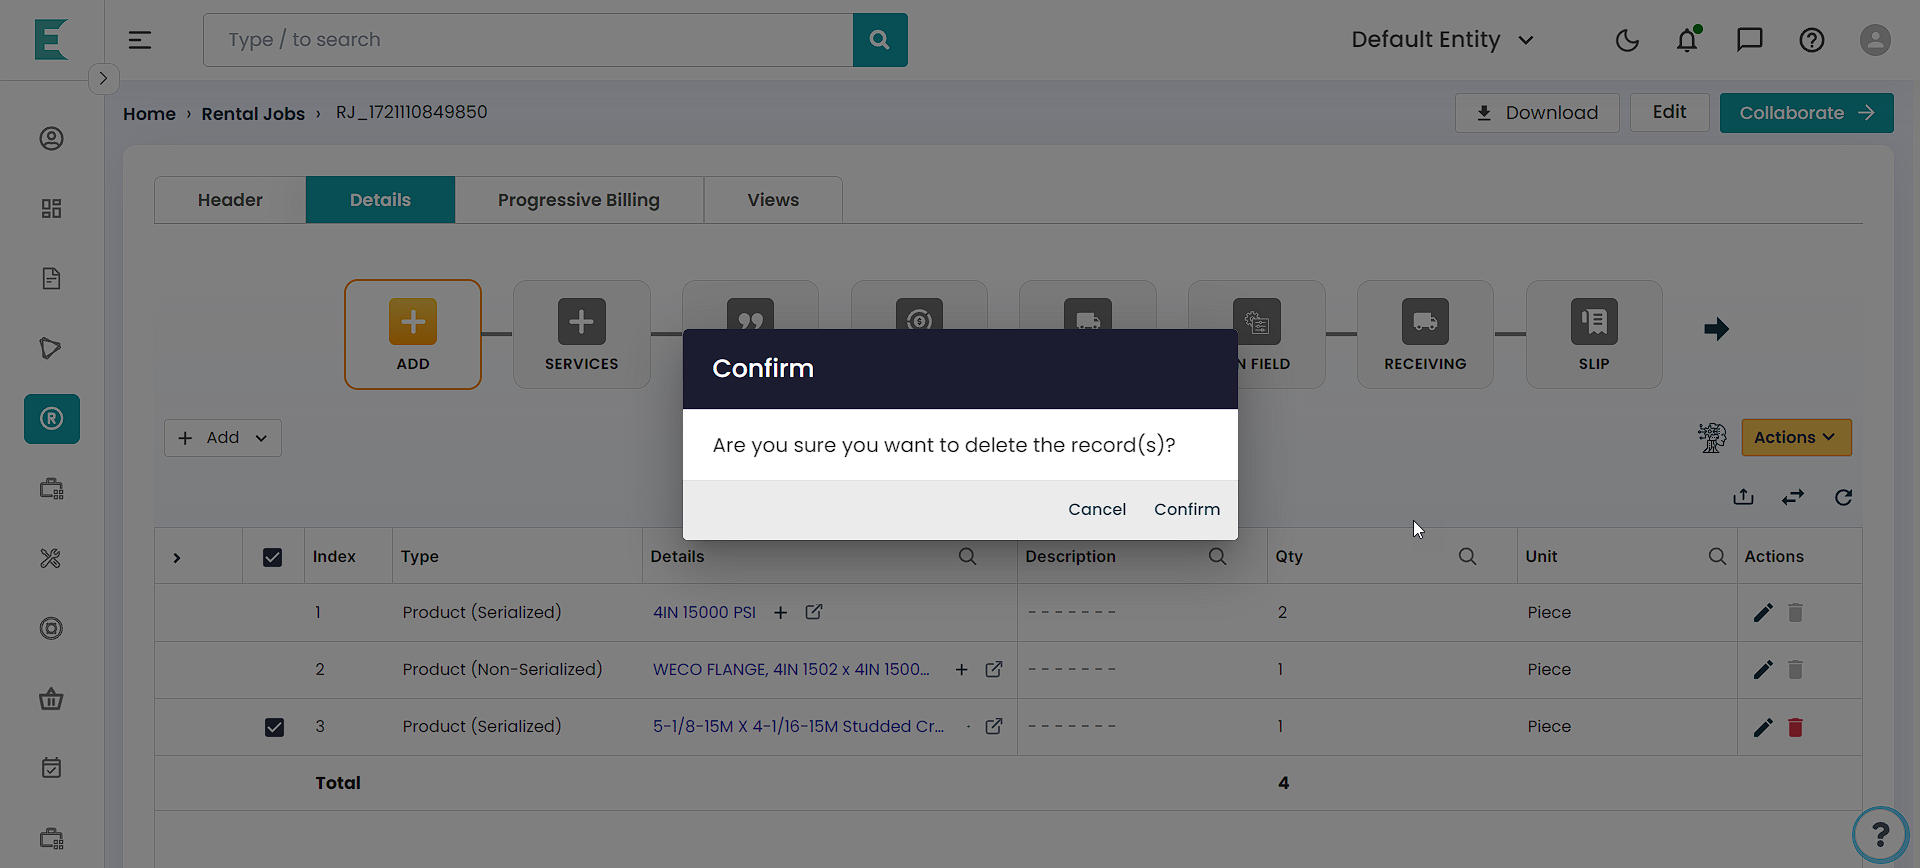 Type / to search
Default Entity
Home › Rental Jobs › RJ_1721110849850
Download
Edit
Collaborate
Header
Details
Progressive Billing
Views
ADD
SERVICES
N FIELD
RECEIVING
SLIP
Confirm
Are you sure you want to delete the record(s)?
Cancel
Confirm
+ Add
Actions
Index Type Details Description Qty Unit Actions
1 Product (Serialized) 4IN 15000 PSI + - - - - - - - 2 Piece
2 Product (Non-Serialized) WECO FLANGE, 4IN 1502 x 4IN 1500... + - - - - - - - 1 Piece
3 Product (Serialized) 5-1/8-15M X 4-1/16-15M Studded Cr... - - - - - - - 1 Piece
Total 4
?